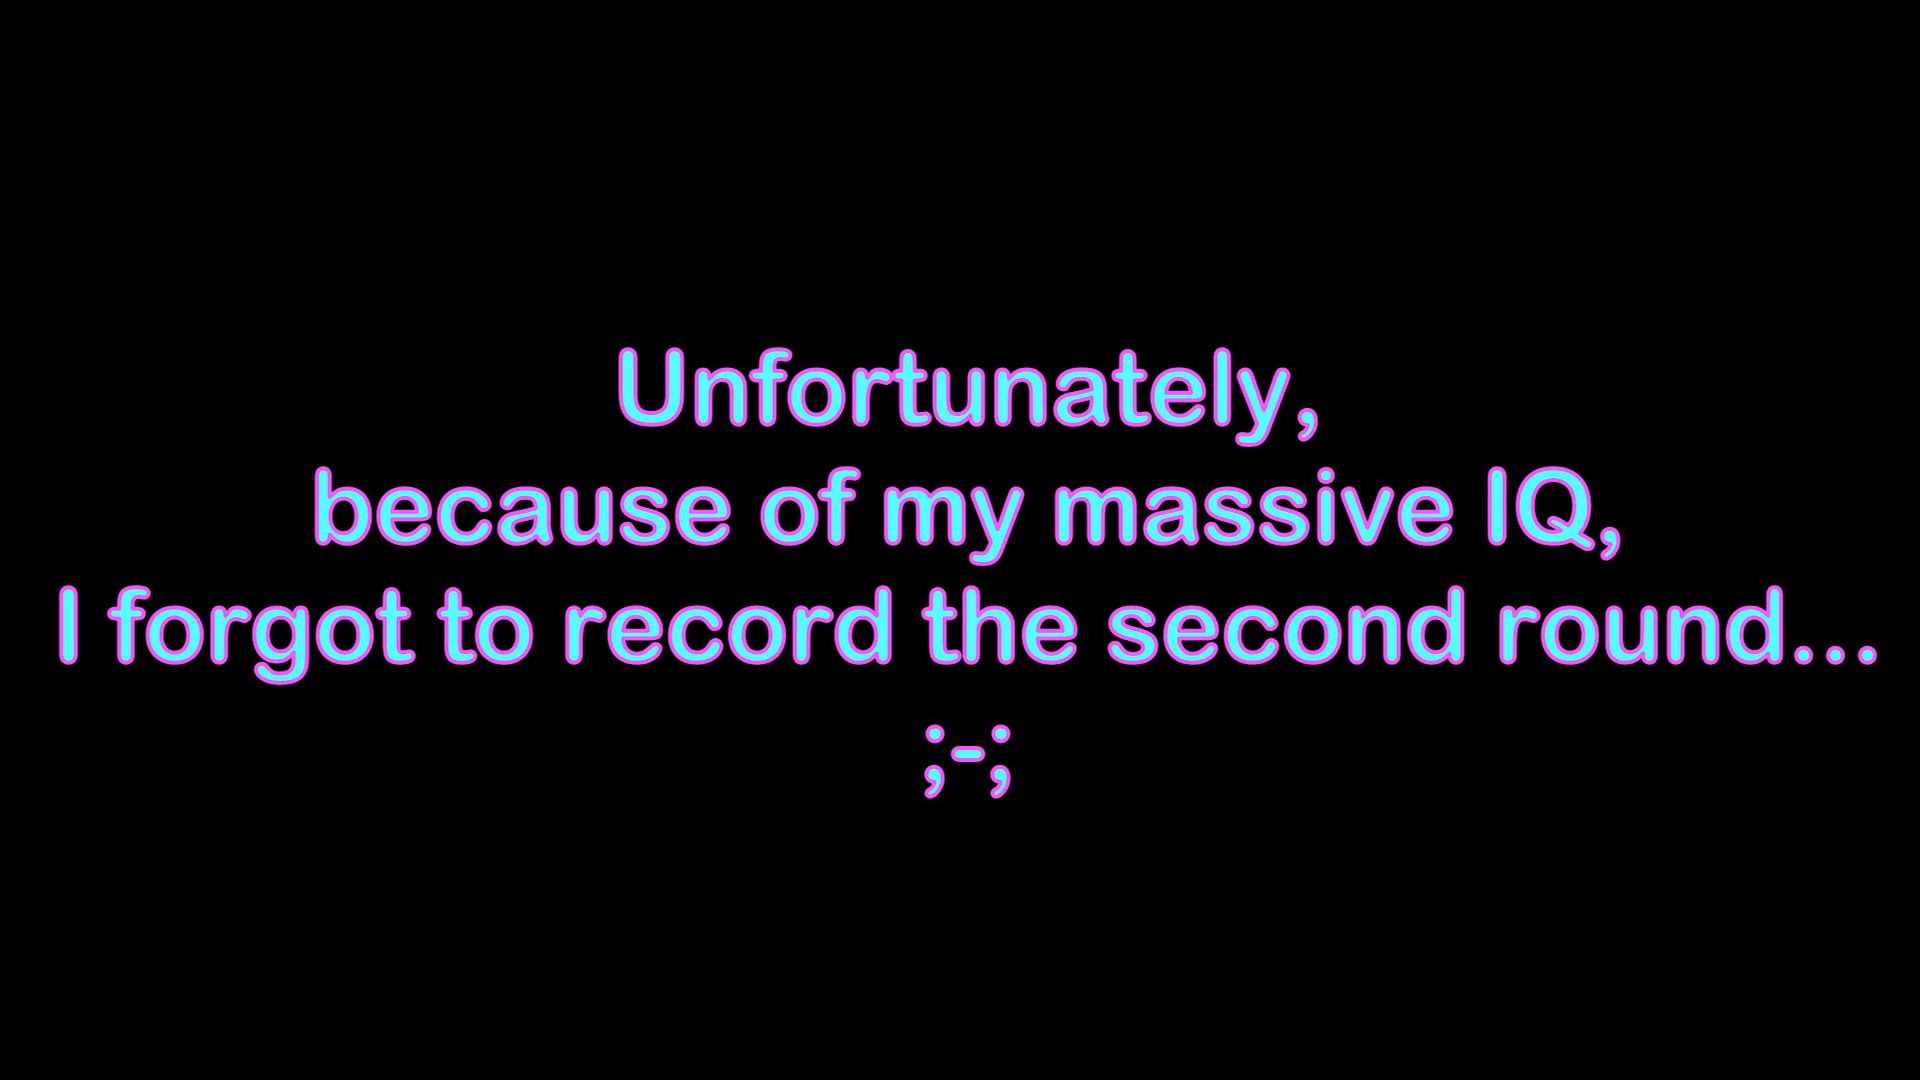 Unfortunately,
because of my massive IQ,
I forgot to record the second round...
;-;